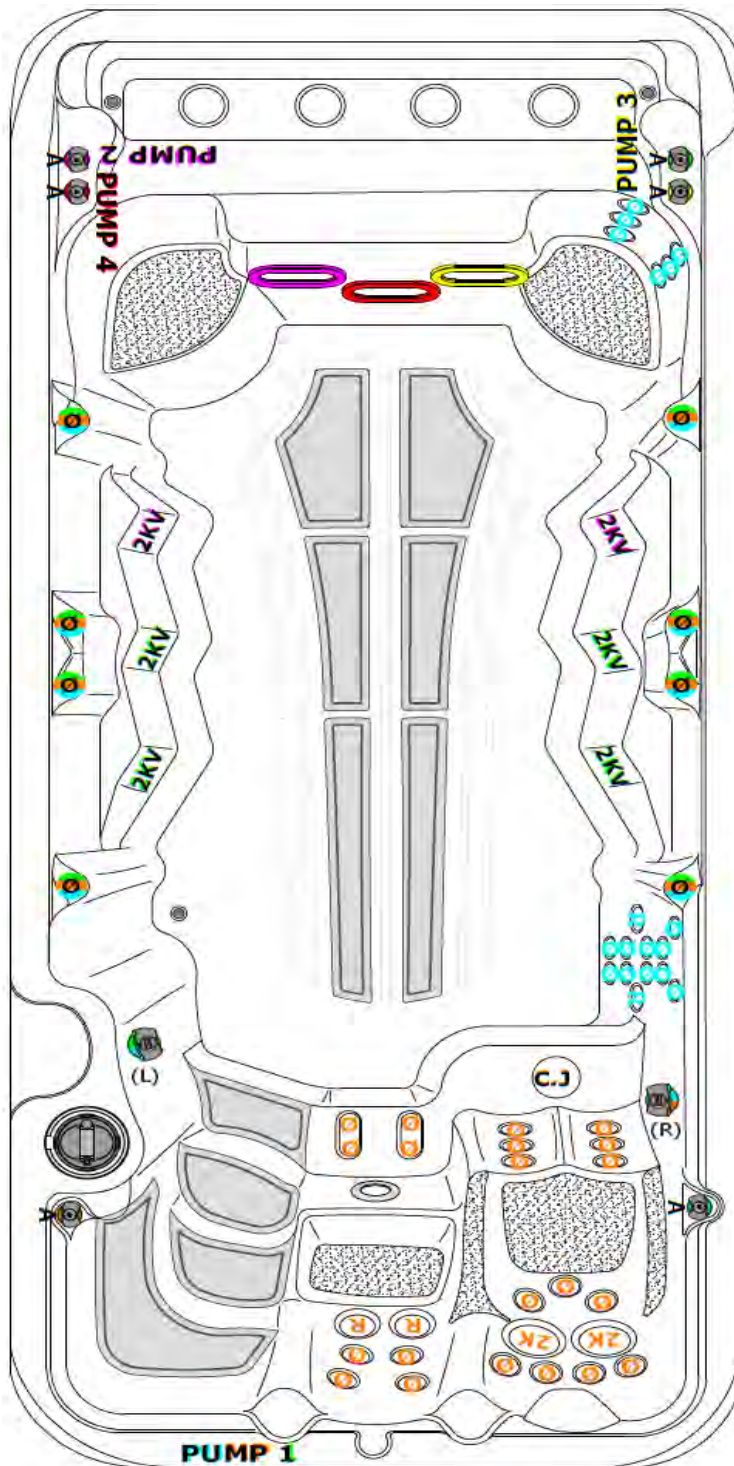 A PUMP 2 PUMP 3 A
A PUMP 4 A
2KV 2KV
2KV 2KV
2KV 2KV
(L)
C.J
(R)
A A
R R
2K 2K
PUMP 1